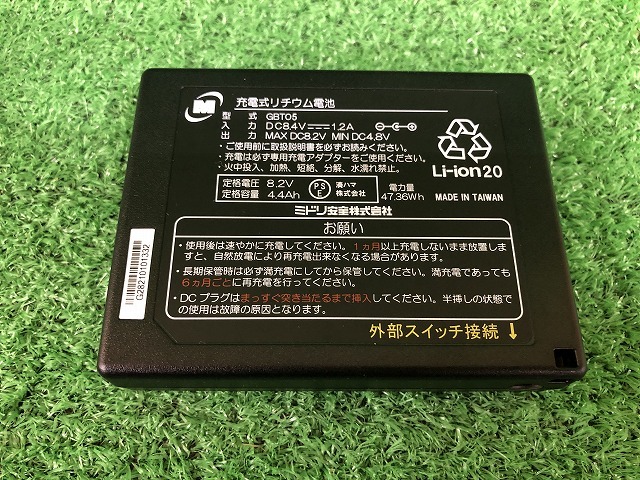 M
充電式リチウム電池
型 式 GBT05
入 力 DC8.4V 1.2A
出 力 MAX DC8.2V MIN DC4.8V
・ご使用前に取扱説明書を必ずお読みください。
・充電は必ず専用充電アダプターをご使用ください。
・火中投入、加熱、短絡、分解、水濡れ禁止。
Li-ion20
定格電圧 8.2V
定格容量 4.4Ah
PSE
湊ハマ株式会社
電力量
47.36Wh
MADE IN TAIWAN
ミドリ安全株式会社
お願い
・使用後は速やかに充電してください。1ヵ月以上充電しないまま放置しま
すと、自然放電により再充電出来なくなる場合があります。
・長期保管時は必ず満充電にしてから保管してください。満充電であっても
6ヵ月ごとに再充電を行ってください。
・DCプラグはまっすぐ突き当たるまで挿入してください。半挿しの状態で
の使用は故障の原因となります。
外部スイッチ接続 ↓
G28210101332